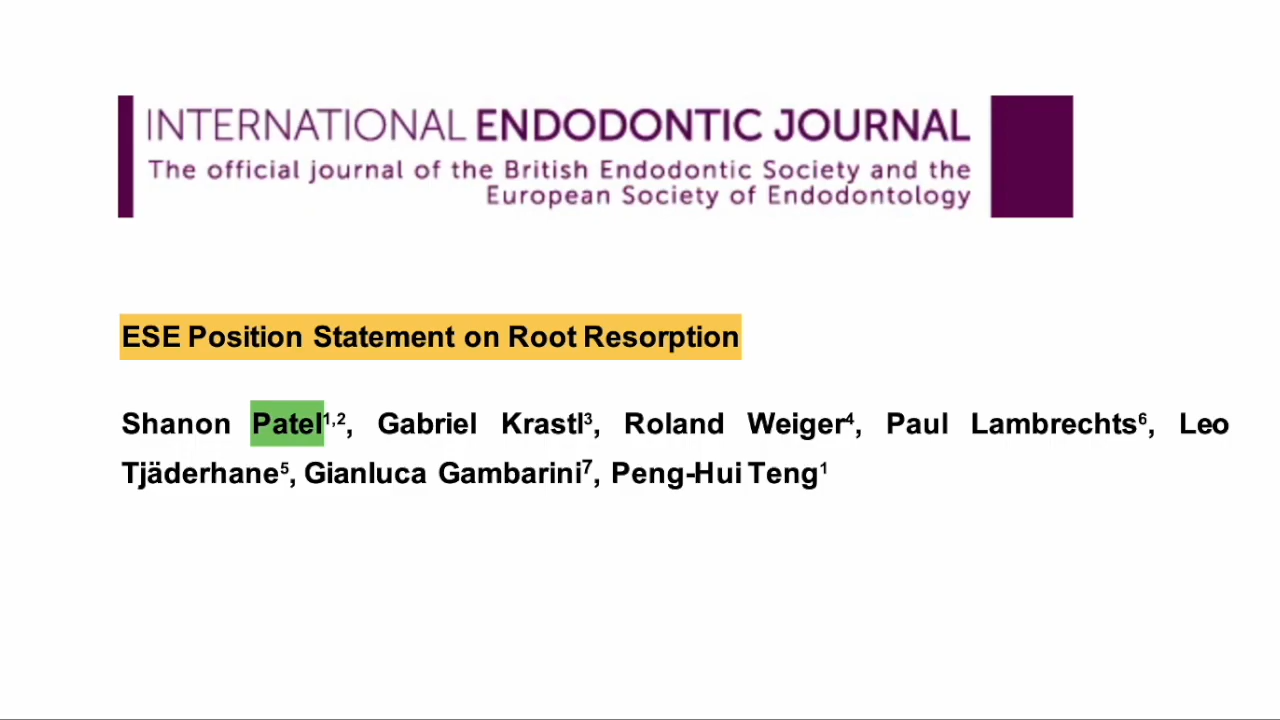 INTERNATIONAL ENDODONTIC JOURNAL
The official journal of the British Endodontic Society and the
European Society of Endodontology
ESE Position Statement on Root Resorption
Shanon Patel¹,², Gabriel Krastl³, Roland Weiger⁴, Paul Lambrechts⁶, Leo
Tjäderhane⁵, Gianluca Gambarini⁷, Peng-Hui Teng¹